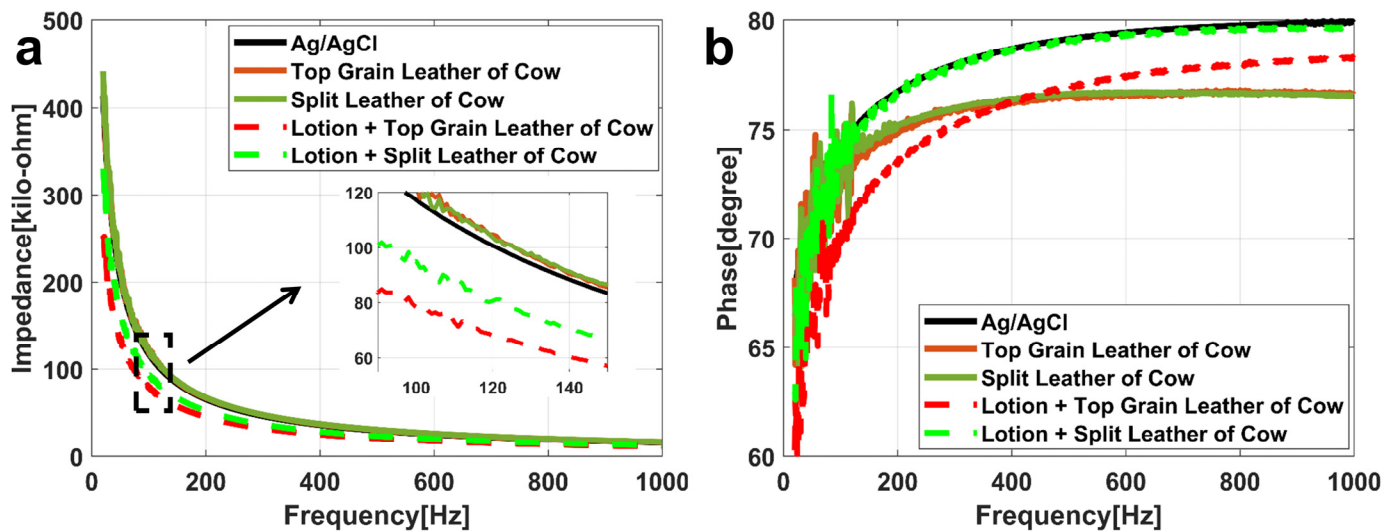 a
500
400
300
200
100
0
Impedance[kilo-ohm]
Ag/AgCl
Top Grain Leather of Cow
Split Leather of Cow
Lotion + Top Grain Leather of Cow
Lotion + Split Leather of Cow
120
100
80
60
100 120 140
0 200 400 600 800 1000
Frequency[Hz]
b
80
75
70
65
60
Phase[degree]
Ag/AgCl
Top Grain Leather of Cow
Split Leather of Cow
Lotion + Top Grain Leather of Cow
Lotion + Split Leather of Cow
0 200 400 600 800 1000
Frequency[Hz]